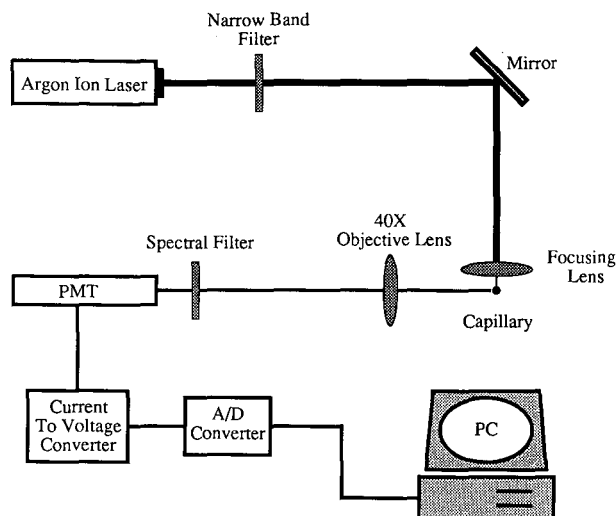 Narrow Band
Filter
Mirror
Argon Ion Laser
40X
Objective Lens
Spectral Filter
Focusing
Lens
PMT
Capillary
Current
To Voltage
Converter
A/D
Converter
PC